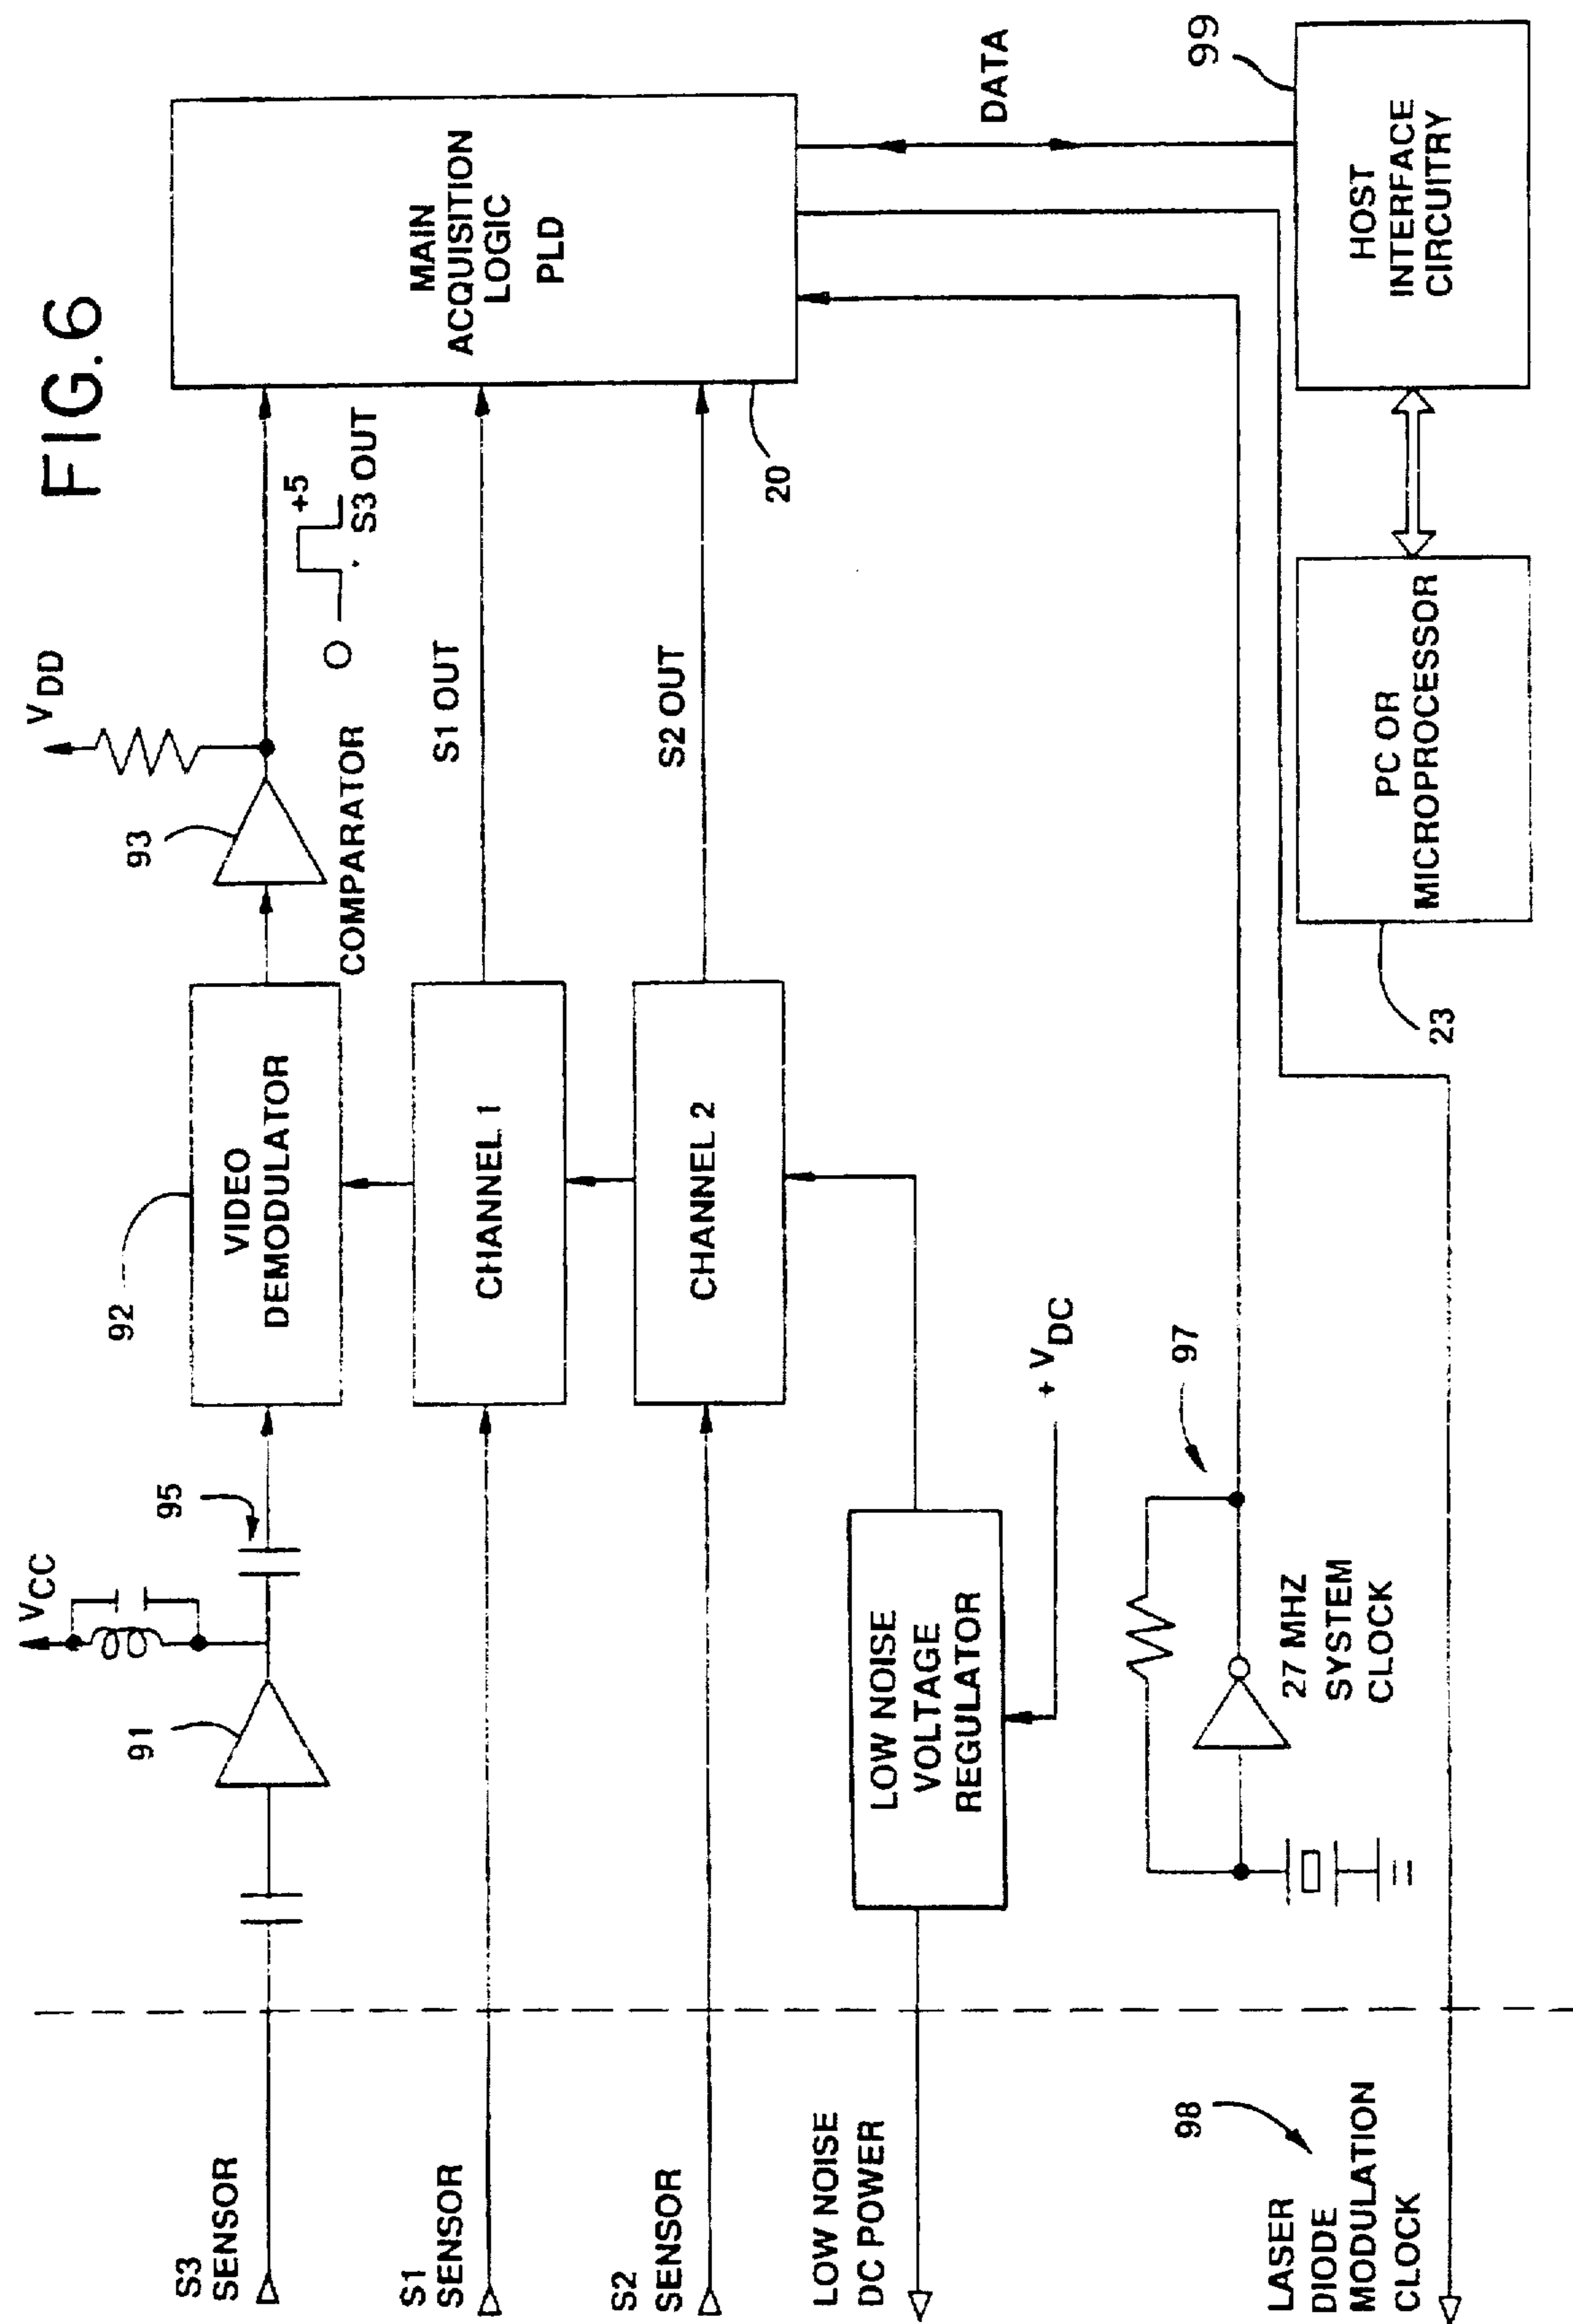 FIG.6
VCC
VDD
95
91
93
92
S3
SENSOR
VIDEO
DEMODULATOR
COMPARATOR
+5
S3 OUT
MAIN
ACQUISITION
LOGIC
PLD
20
S1
SENSOR
CHANNEL 1
S1 OUT
S2
SENSOR
CHANNEL 2
S2 OUT
LOW NOISE
DC POWER
LOW NOISE
VOLTAGE
REGULATOR
+ VDC
97
27 MHZ
SYSTEM
CLOCK
DATA
99
HOST
INTERFACE
CIRCUITRY
PC OR
MICROPROCESSOR
23
98
LASER
DIODE
MODULATION
CLOCK